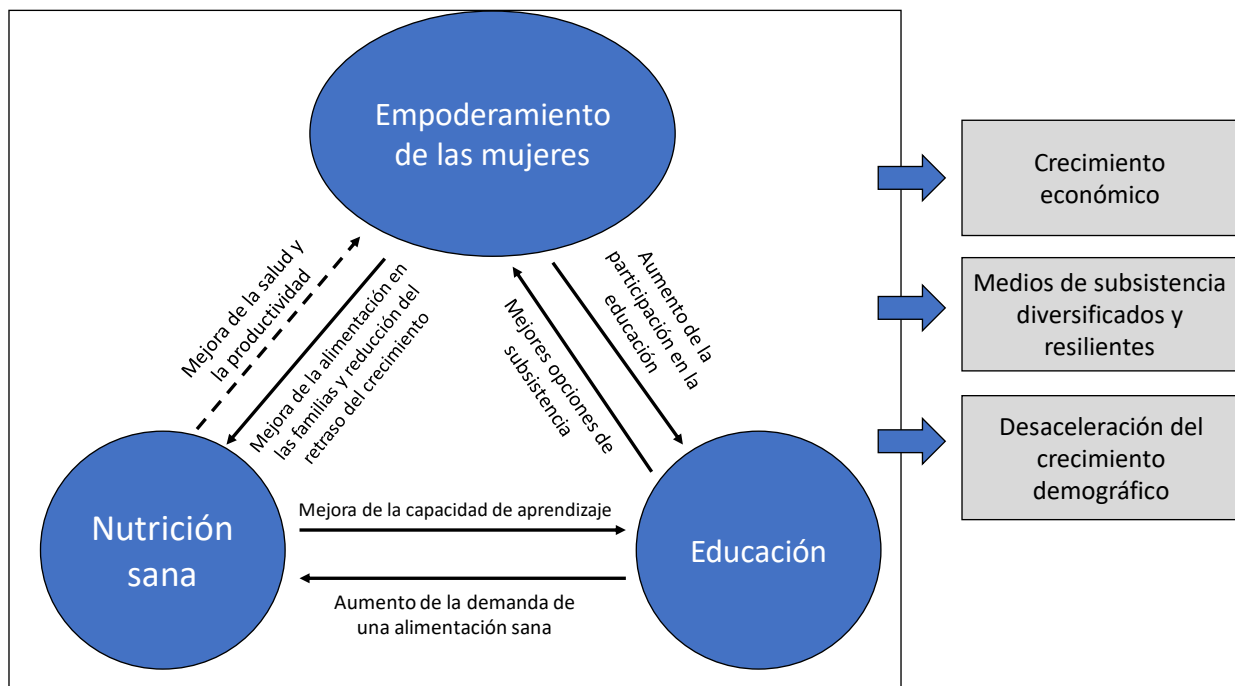 Empoderamiento
de las mujeres
Mejora de la salud y
la productividad
Mejora de la alimentación en
las familias y reducción del
retraso del crecimiento
Mejores opciones de
subsistencia
Aumento de la
participación en la
educación
Nutrición
sana
Mejora de la capacidad de aprendizaje
Aumento de la demanda de
una alimentación sana
Educación
Crecimiento
económico
Medios de subsistencia
diversificados y
resilientes
Desaceleración del
crecimiento
demográfico